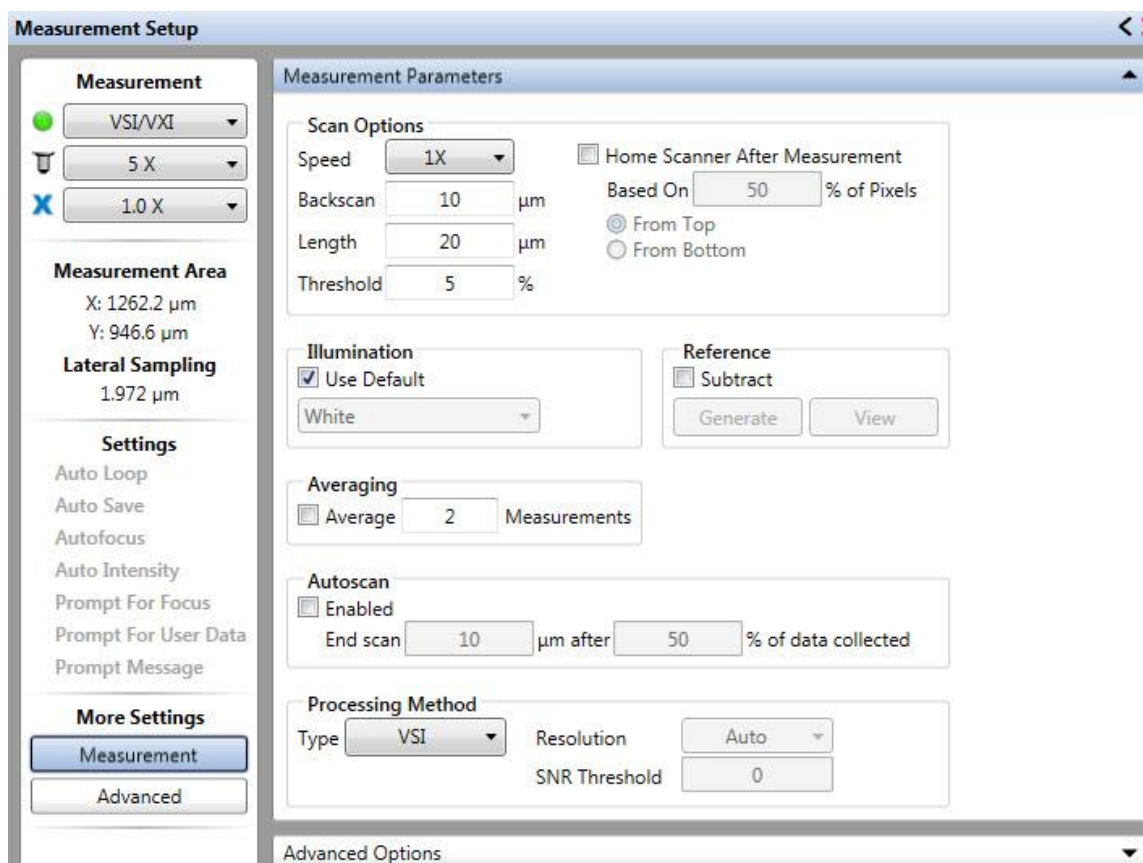 Measurement Setup
Measurement
VSI/VXI
5 X
1.0 X
Measurement Area
X: 1262.2 µm
Y: 946.6 µm
Lateral Sampling
1.972 µm
Settings
Auto Loop
Auto Save
Autofocus
Auto Intensity
Prompt For Focus
Prompt For User Data
Prompt Message
More Settings
Measurement
Advanced
Measurement Parameters
Scan Options
Speed 1X
Backscan 10 µm
Length 20 µm
Threshold 5 %
Home Scanner After Measurement
Based On 50 % of Pixels
From Top
From Bottom
Illumination
Use Default
White
Reference
Subtract
Generate View
Averaging
Average 2 Measurements
Autoscan
Enabled
End scan 10 µm after 50 % of data collected
Processing Method
Type VSI
Resolution Auto
SNR Threshold 0
Advanced Options